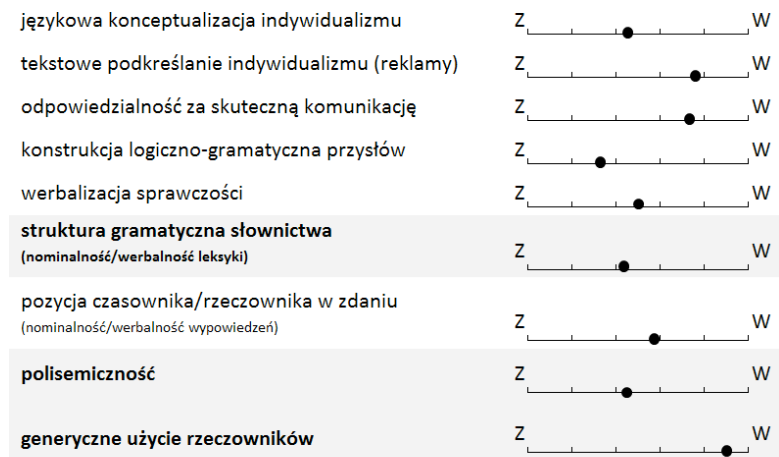 językowa konceptualizacja indywidualizmu Z W
tekstowe podkreślanie indywidualizmu (reklamy) Z W
odpowiedzialność za skuteczną komunikację Z W
konstrukcja logiczno-gramatyczna przysłów Z W
werbalizacja sprawczości Z W
struktura gramatyczna słownictwa
(nominalność/werbalność leksyki) Z W
pozycja czasownika/rzeczownika w zdaniu
(nominalność/werbalność wypowiedzeń) Z W
polisemiczność Z W
generyczne użycie rzeczowników Z W